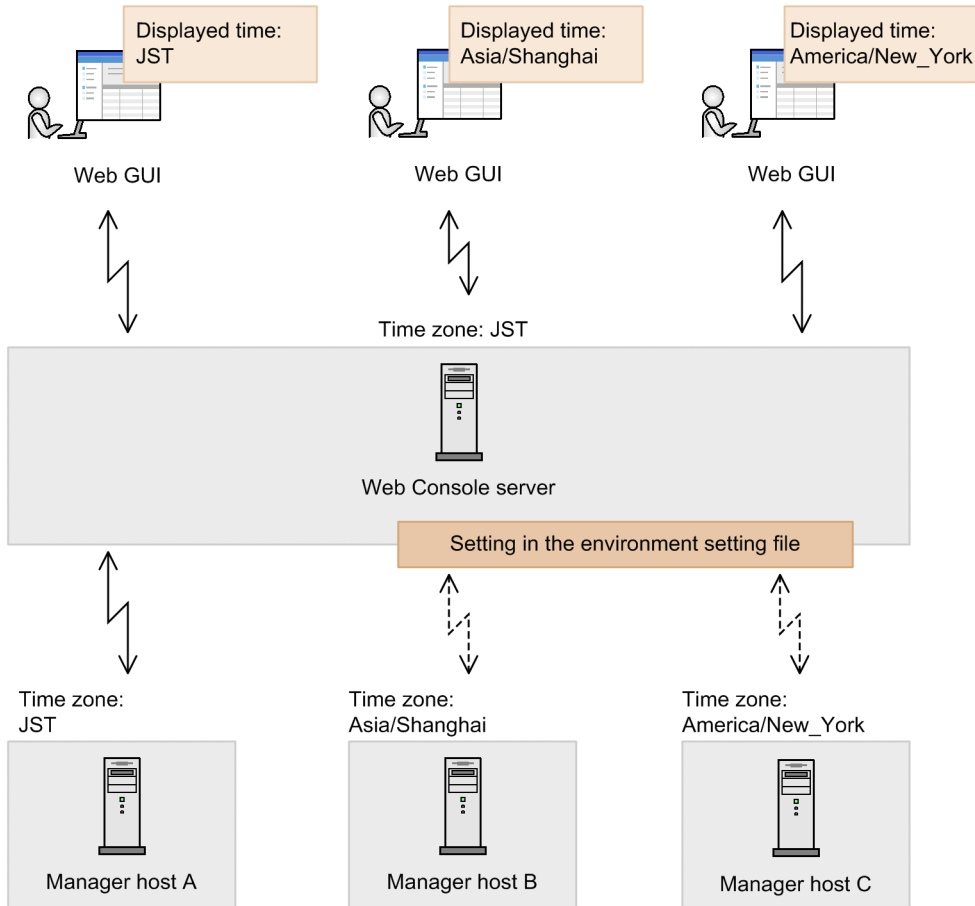 Displayed time:
JST
Displayed time:
Asia/Shanghai
Displayed time:
America/New_York
Web GUI
Web GUI
Web GUI
Time zone: JST
Web Console server
Setting in the environment setting file
Time zone:
JST
Time zone:
Asia/Shanghai
Time zone:
America/New_York
Manager host A
Manager host B
Manager host C